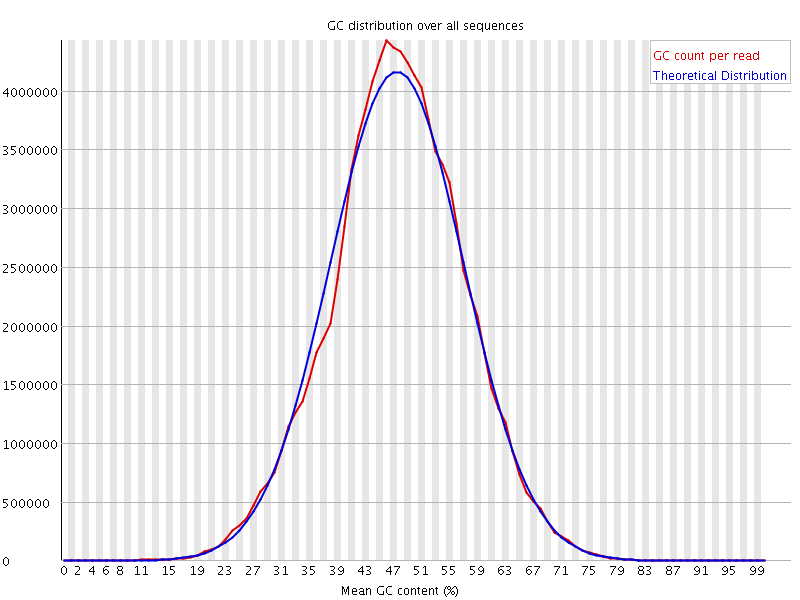 GC distribution over all sequences
GC count per read
Theoretical Distribution
4000000
3500000
3000000
2500000
2000000
1500000
1000000
500000
0
0 2 4 6 8 11 15 19 23 27 31 35 39 43 47 51 55 59 63 67 71 75 79 83 87 91 95 99
Mean GC content (%)